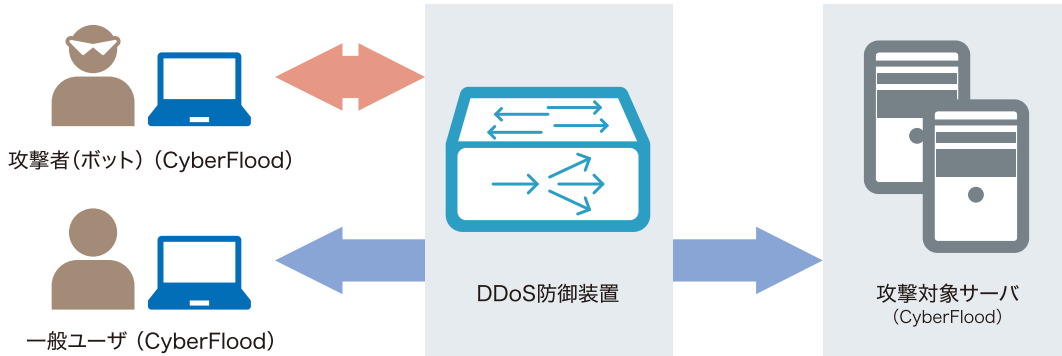 攻撃者（ボット）（CyberFlood）
一般ユーザ（CyberFlood）
DDoS防御装置
攻撃対象サーバ
（CyberFlood）